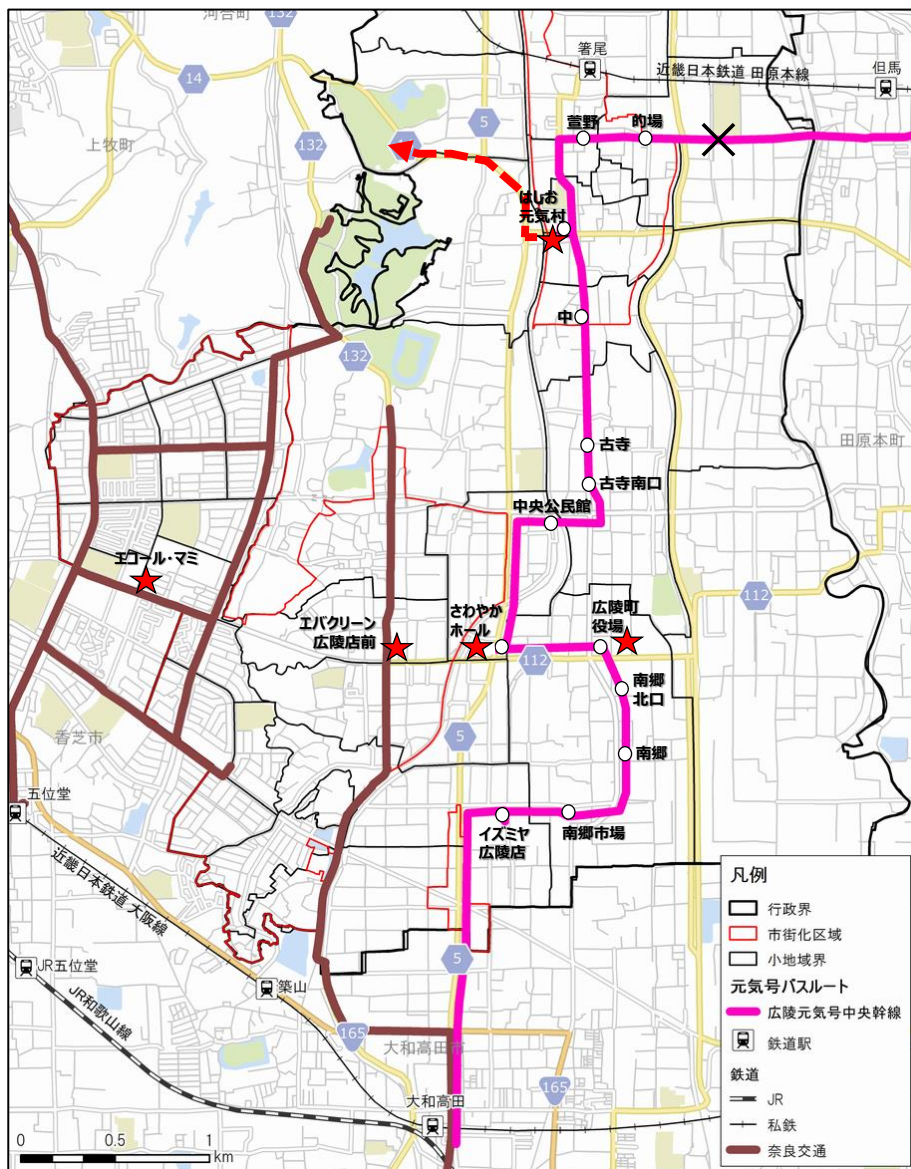 河合町
132
132
14
5
箸尾
近畿日本鉄道 田原本線
但馬
萱野
的場
上牧町
132
はしお
元気村
中
132
古寺
田原本町
古寺南口
中央公民館
エコール・マミ
112
エバグリーン
広陵店前
さわやか
ホール
広陵町
役場
112
南郷
北口
5
香芝市
南郷
五位堂
イズミヤ
広陵店
南郷市場
近畿日本鉄道 大阪線
5
JR五位堂
築山
JR和歌山線
165
大和高田市
165
大和高田
0 0.5 1
km
凡例
行政界
市街化区域
小地域界
元気号バスルート
広陵元気号中央幹線
鉄道駅
鉄道
JR
私鉄
奈良交通